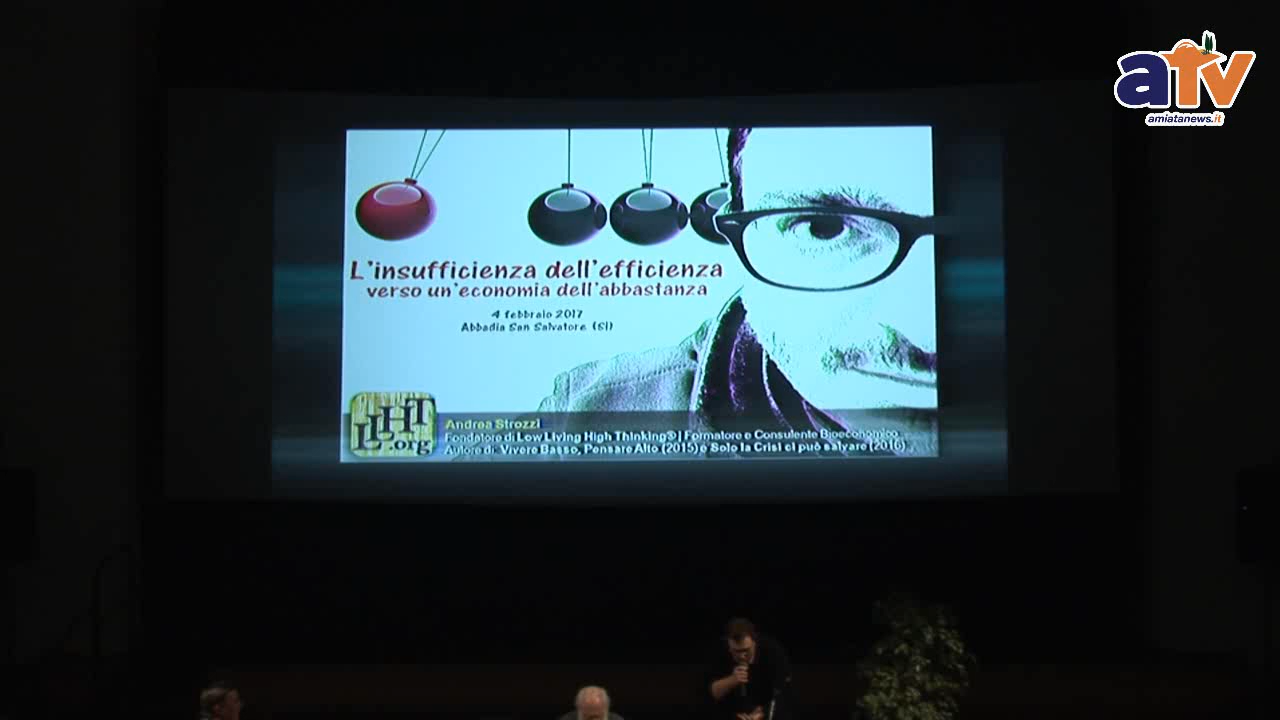 aTv
amiatanews.it
L'insufficienza dell'efficienza
verso un'economia dell'abbastanza
4 febbraio 2017
Abbadia San Salvatore (SI)
LLHT
.org
Andrea Strozzi
Fondatore di Low Living High Thinking® | Formatore e Consulente Bioeconomico
Autore di: Vivere Basso, Pensare Alto (2015) e Solo la Crisi ci può salvare (2016)